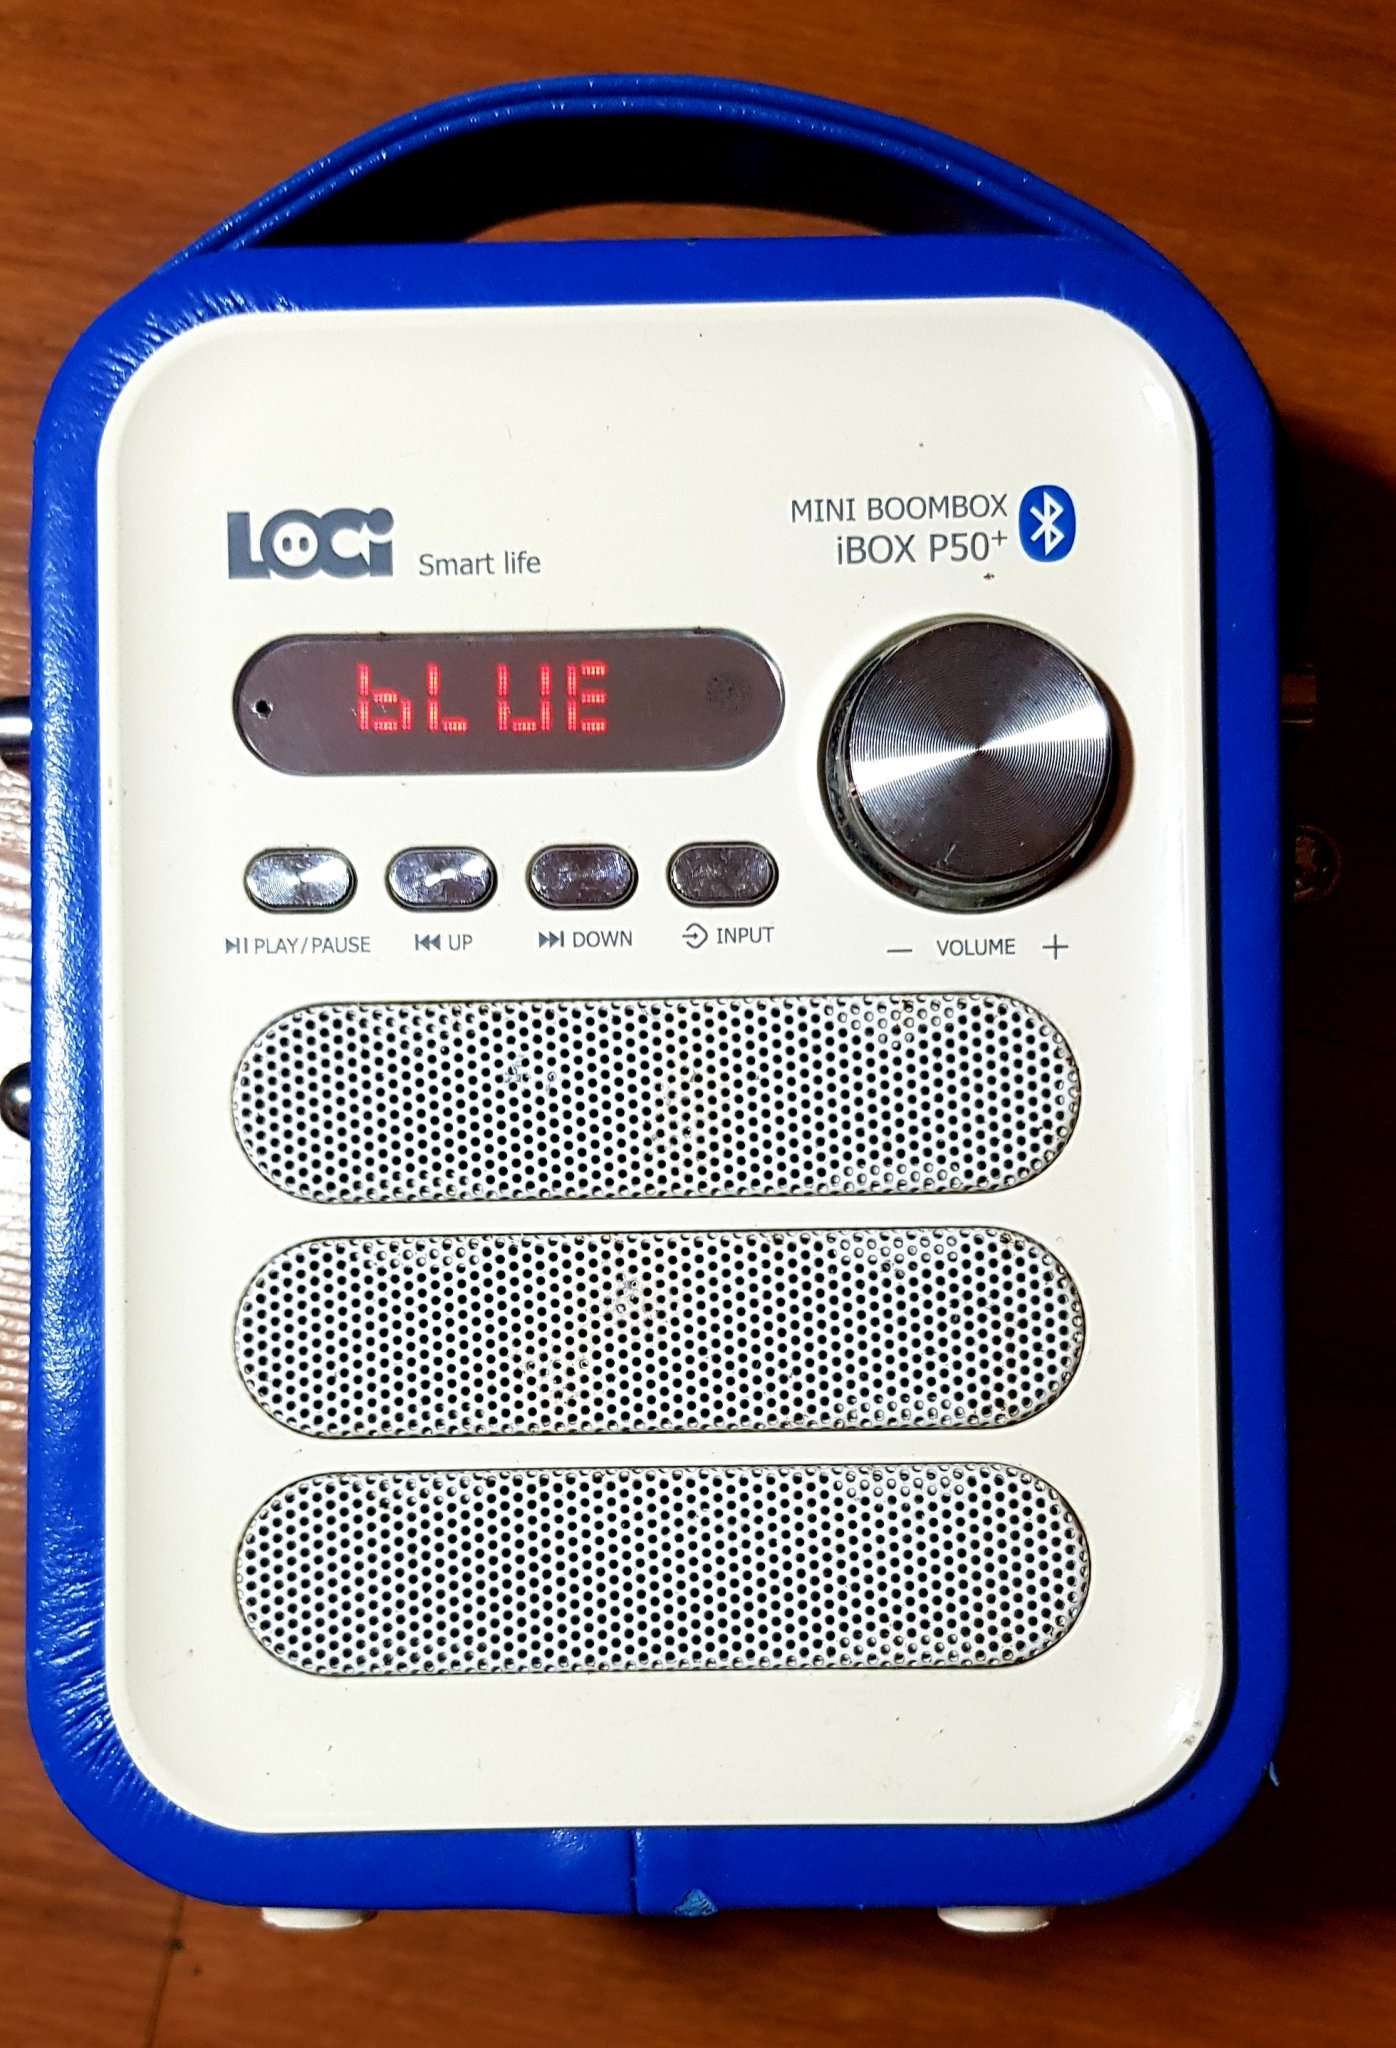 LOCi Smart life
MINI BOOMBOX
iBOX P50+
bLUE
PLAY/PAUSE UP DOWN INPUT
— VOLUME +